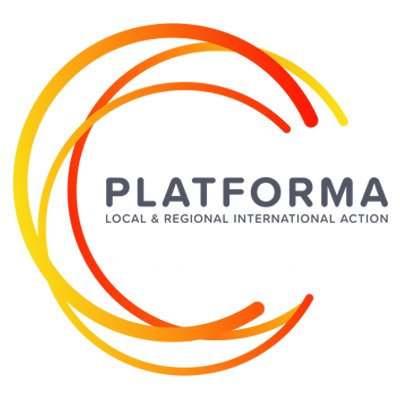 PLATFORMA
LOCAL & REGIONAL INTERNATIONAL ACTION